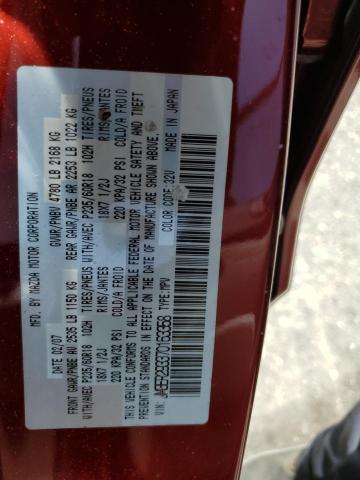 MFD. BY MAZDA MOTOR CORPORATION
DATE 02/07 GVWR/PNBV 4780 LB 2168 KG
FRONT GAWR/PNBE AV 2535 LB 1150 KG REAR GAWR/PNBE AR 2253 LB 1022 KG
WITH/AVEC P235/60R18 102H TIRES/PNEUS WITH/AVEC P235/60R18 102H TIRES/PNEUS
18X7 1/2J RIMS/JANTES 18X7 1/2J RIMS/JANTES
220 KPA/32 PSI COLD/A FROID 220 KPA/32 PSI COLD/A FROID
THIS VEHICLE CONFORMS TO ALL APPLICABLE FEDERAL MOTOR VEHICLE SAFETY AND THEFT
PREVENTION STANDARDS IN EFFECT ON THE DATE OF MANUFACTURE SHOWN ABOVE.
VIN: TYPE:MPV COLOR CODE:32V MADE IN JAPAN